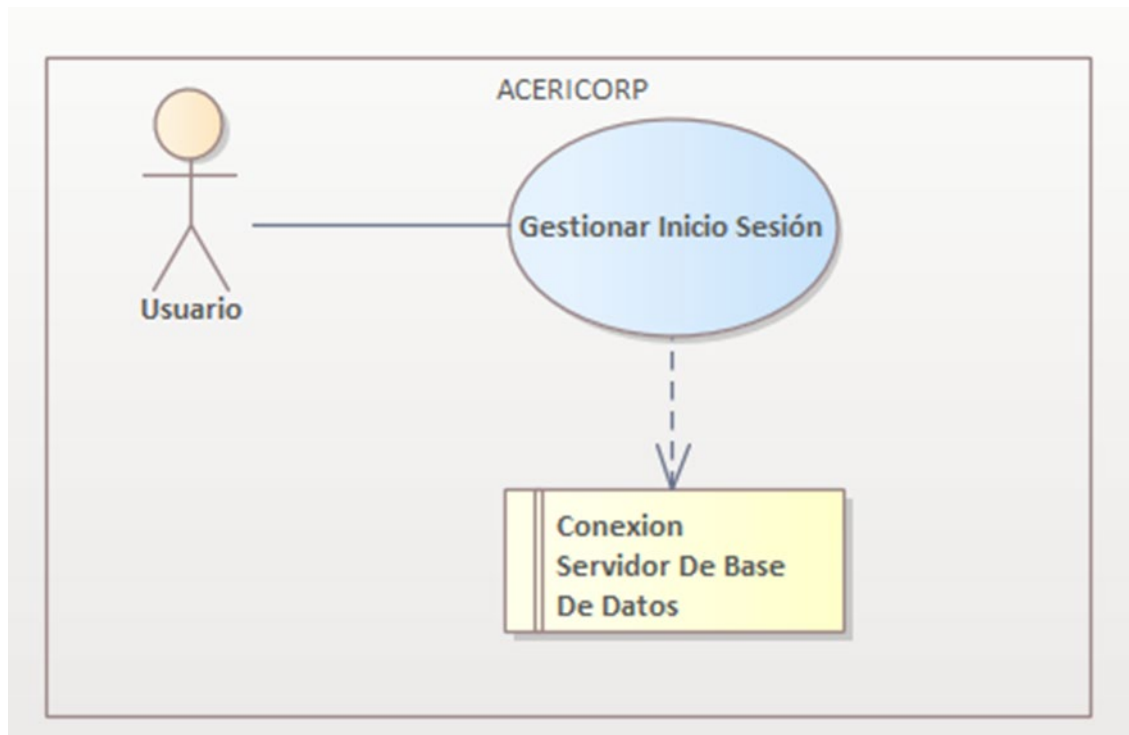 ACERICORP
Gestionar Inicio Sesión
Usuario
Conexion
Servidor De Base
De Datos